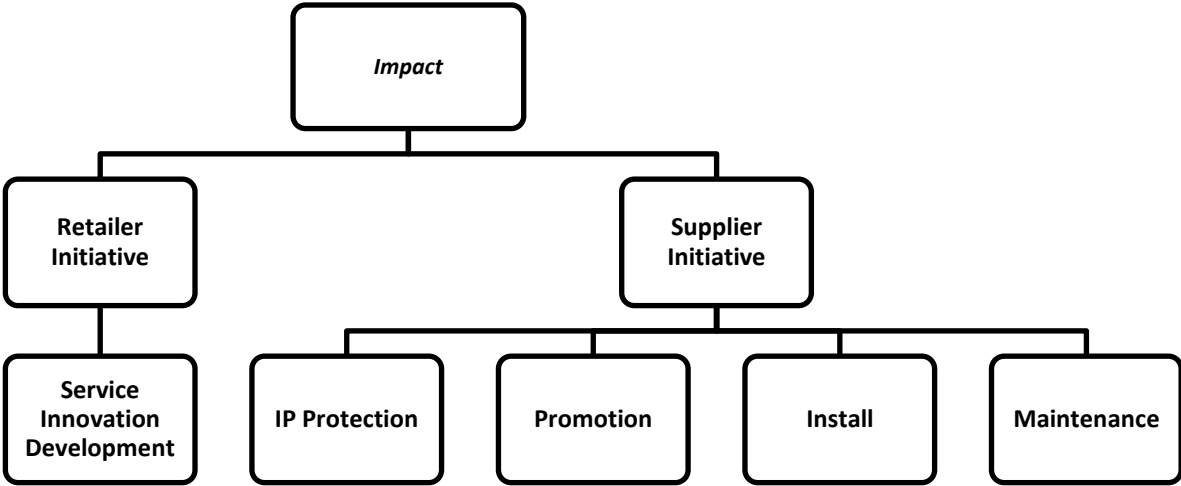 Impact
Retailer
Initiative
Supplier
Initiative
Service
Innovation
Development
IP Protection
Promotion
Install
Maintenance